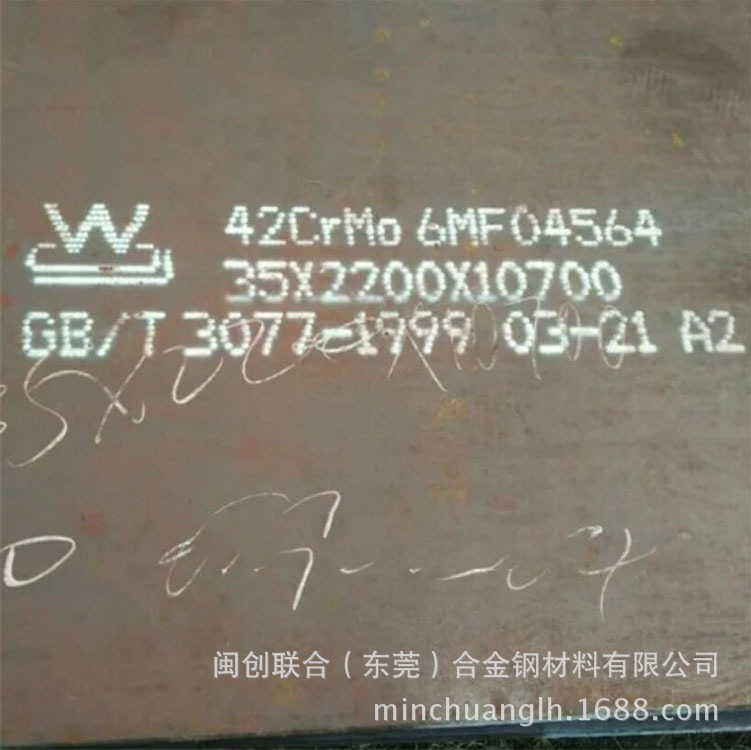 W 42CrMo 6MF04564
35X2200X10700
GB/T 3077-1999 03-21 A2
闽创联合（东莞）合金钢材料有限公司
minchuanglh.1688.com